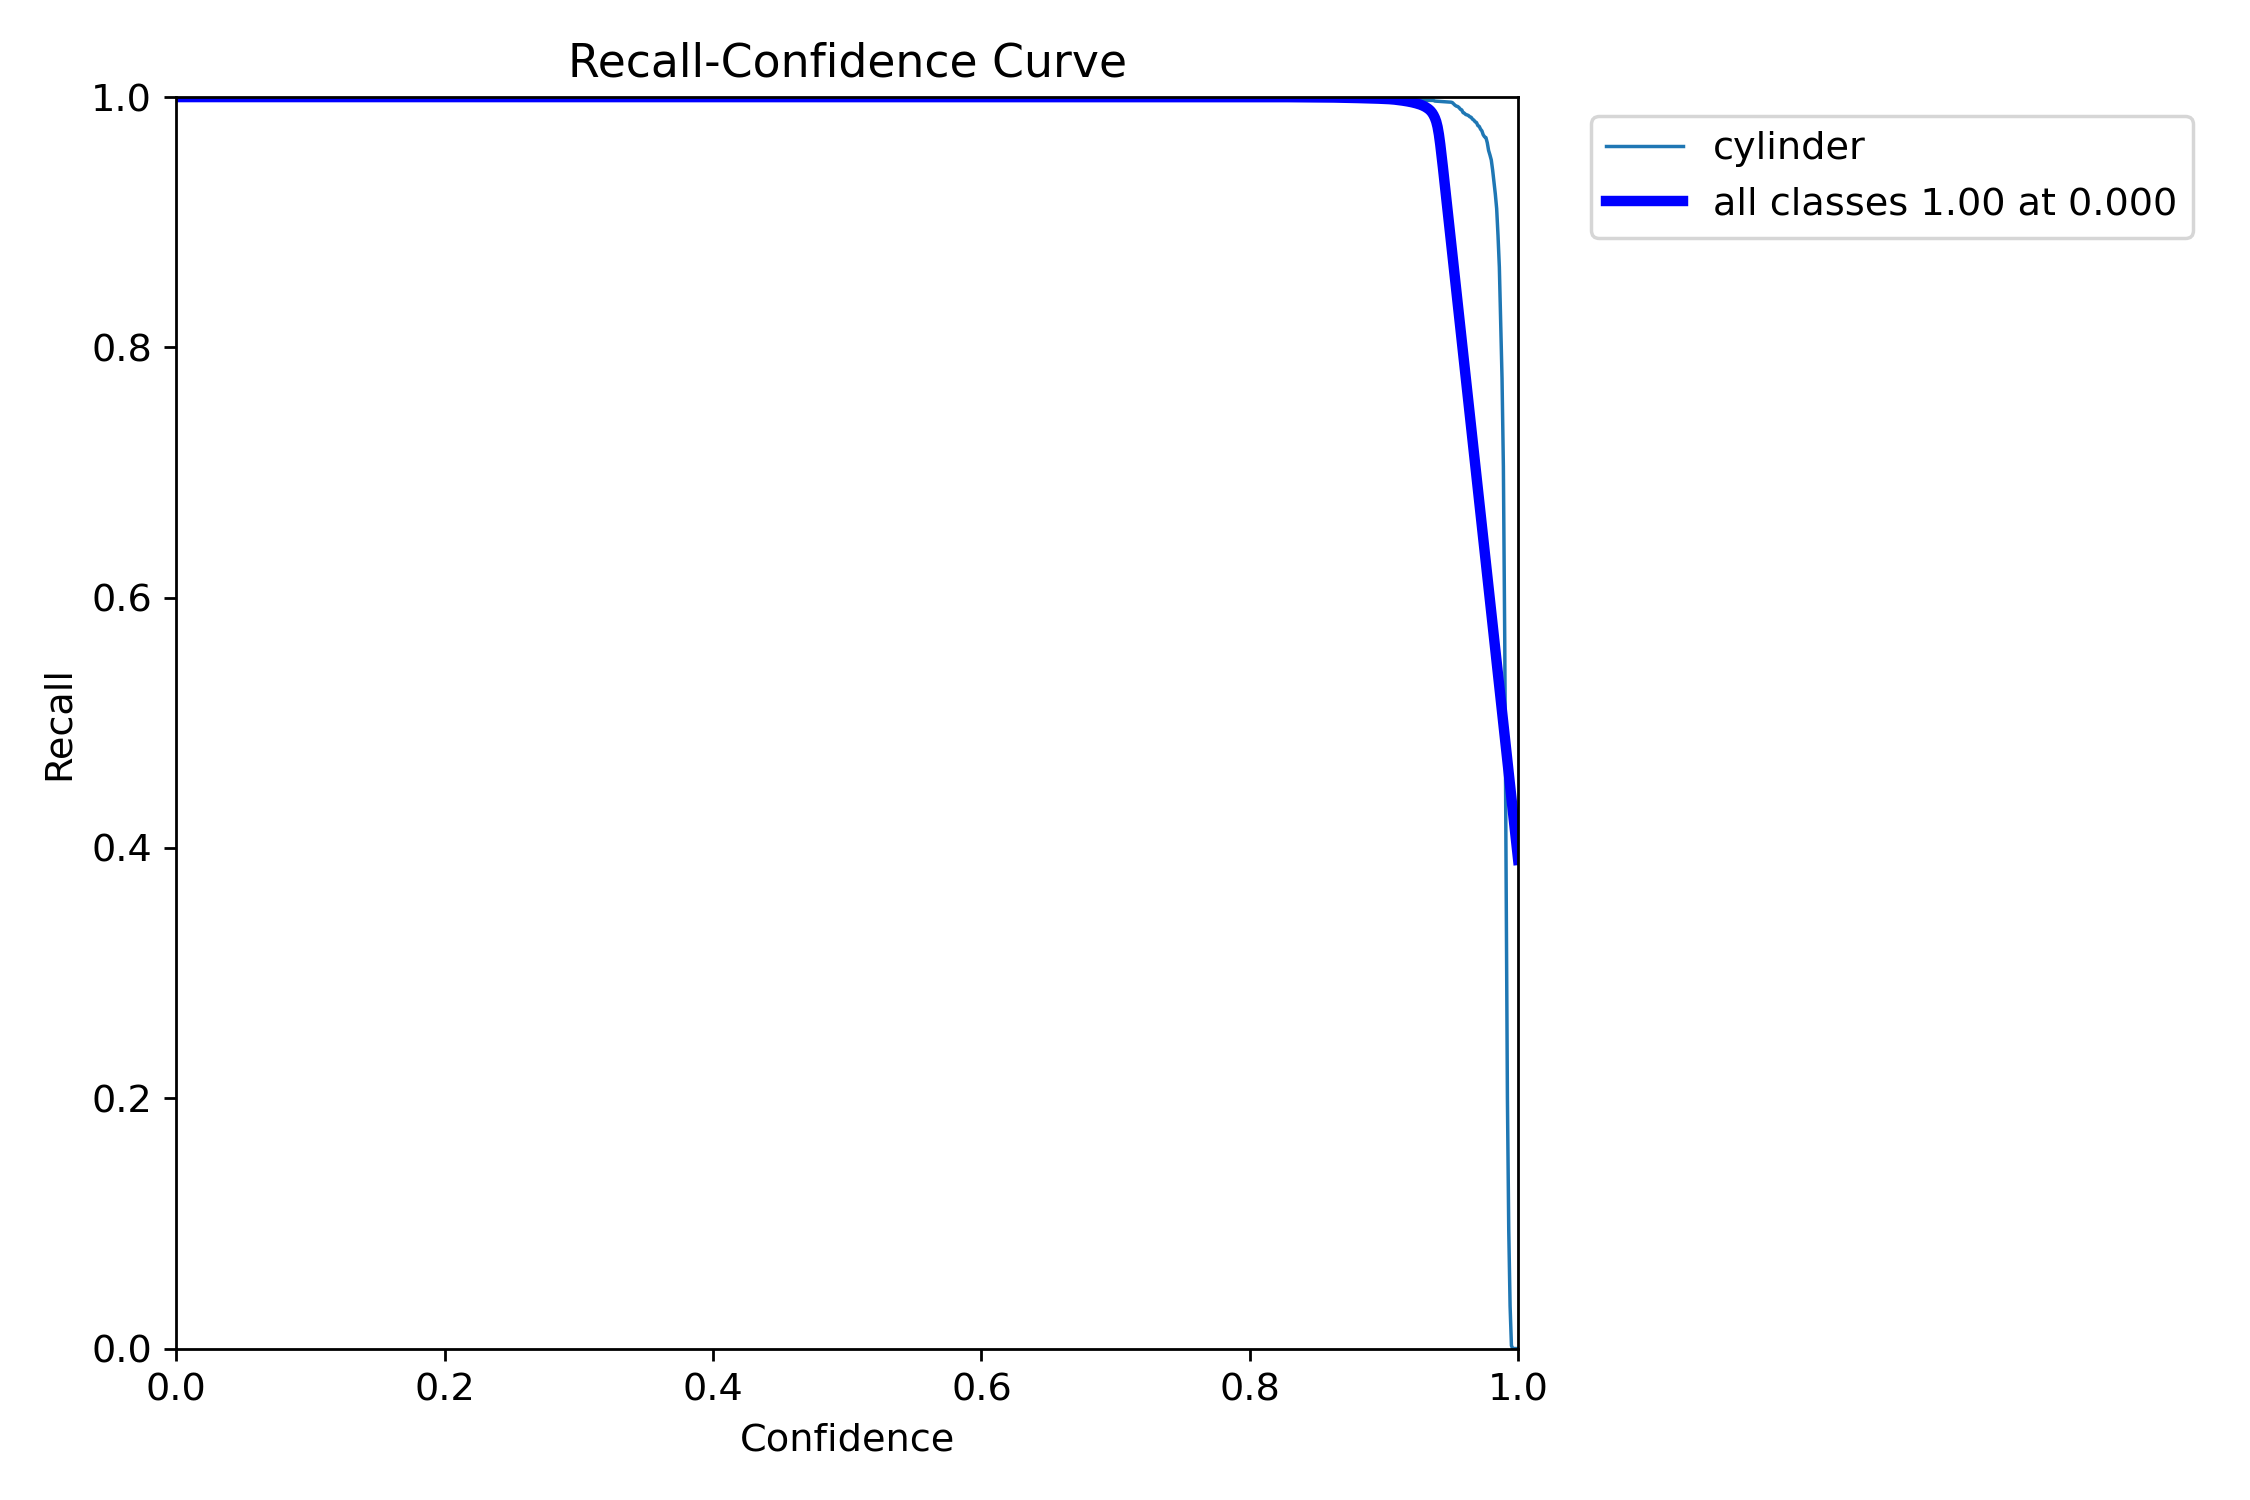 Recall-Confidence Curve
1.0
0.8
0.6
0.4
0.2
0.0
Recall
0.0 0.2 0.4 0.6 0.8 1.0
Confidence
cylinder
all classes 1.00 at 0.000